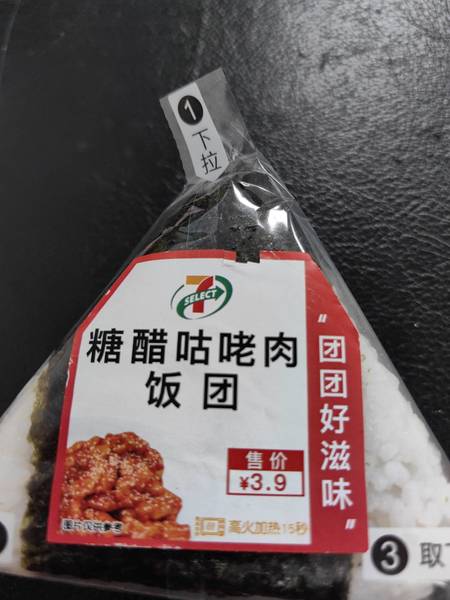 1
下拉
7
SELECT
糖醋咕咾肉
饭团
"团团好滋味"
售价
¥3.9
图片仅供参考
高火加热15秒
3 取